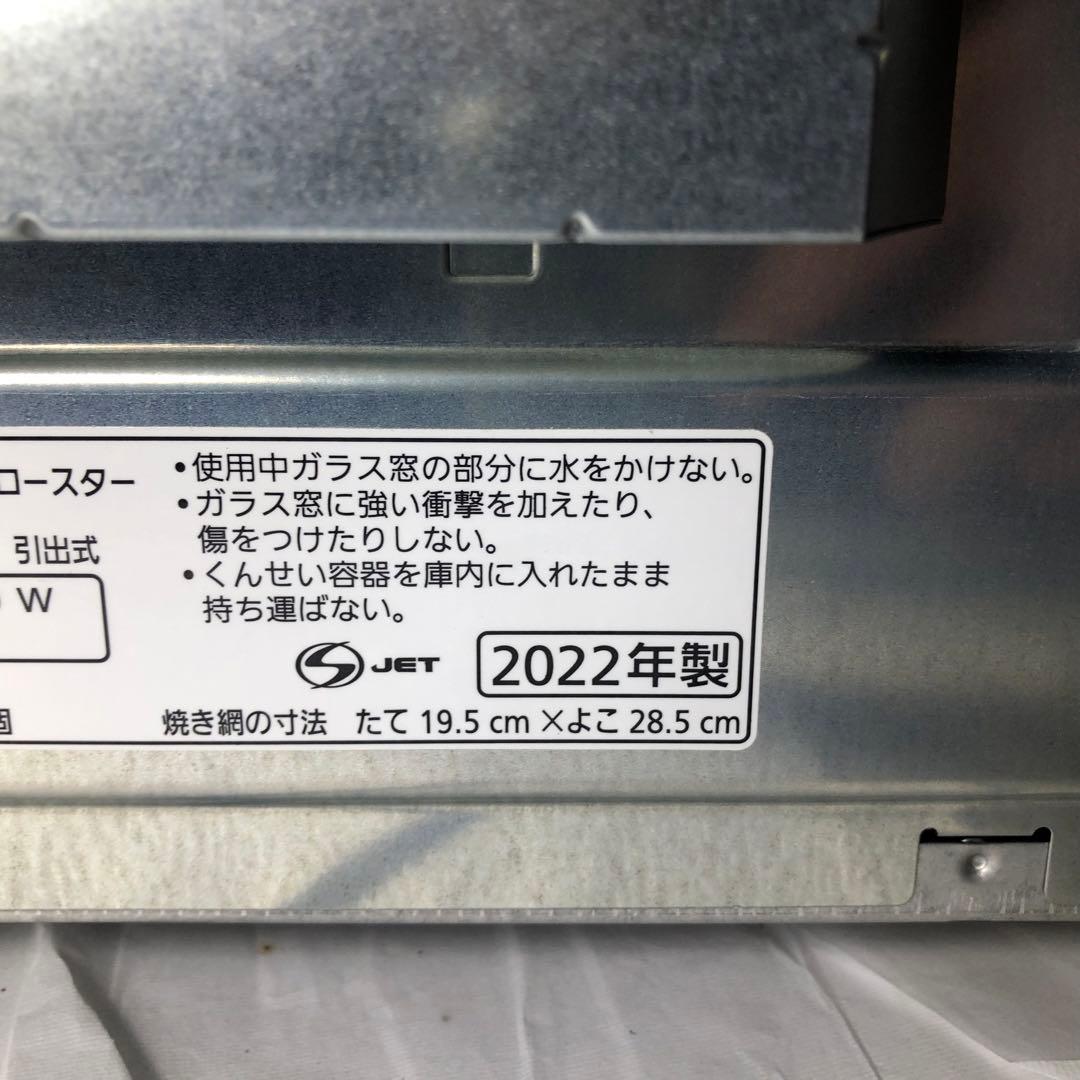 ロースター
引出式
W
個
・使用中ガラス窓の部分に水をかけない。
・ガラス窓に強い衝撃を加えたり、
傷をつけたりしない。
・くんせい容器を庫内に入れたまま
持ち運ばない。
S JET
2022年製
焼き網の寸法 たて 19.5 cm ×よこ 28.5 cm